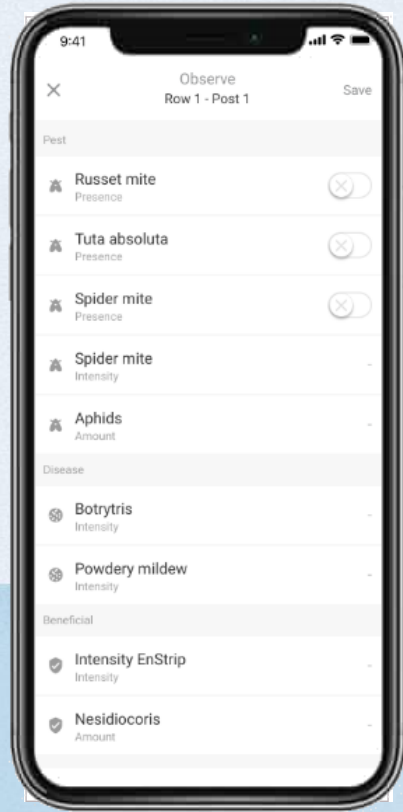 9:41
Observe
Row 1 - Post 1
Save
Pest
Russet mite
Presence
Tuta absoluta
Presence
Spider mite
Presence
Spider mite
Intensity
-
Aphids
Amount
-
Disease
Botrytris
Intensity
-
Powdery mildew
Intensity
-
Beneficial
Intensity EnStrip
Intensity
-
Nesidiocoris
Amount
-